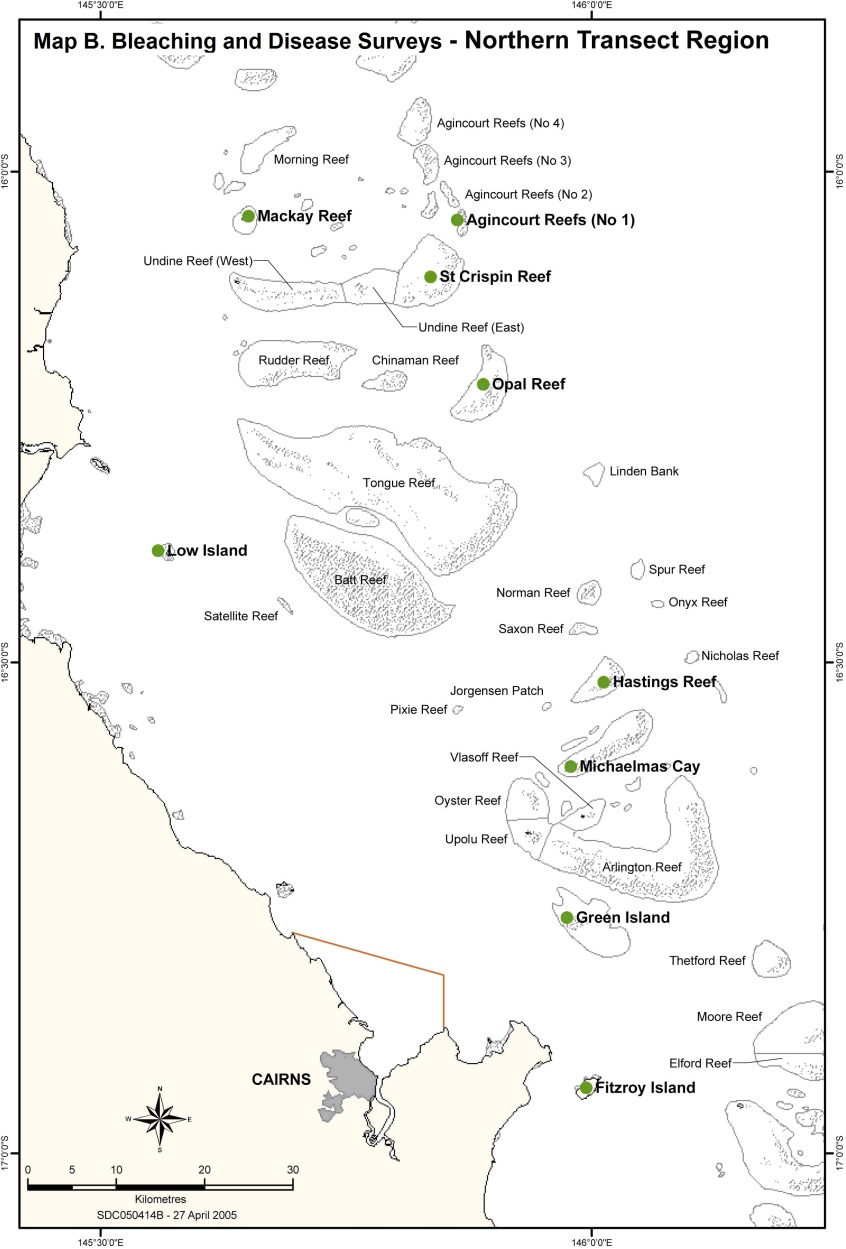 145°30'0"E
146°0'0"E
Map B. Bleaching and Disease Surveys - Northern Transect Region
Agincourt Reefs (No 4)
Morning Reef
Agincourt Reefs (No 3)
16°0'0"S
16°0'0"S
Agincourt Reefs (No 2)
Mackay Reef
Agincourt Reefs (No 1)
Undine Reef (West)
St Crispin Reef
Undine Reef (East)
Rudder Reef
Chinaman Reef
Opal Reef
Linden Bank
Tongue Reef
Low Island
Spur Reef
Batt Reef
Norman Reef
Onyx Reef
Satellite Reef
Saxon Reef
Nicholas Reef
16°30'0"S
16°30'0"S
Hastings Reef
Jorgensen Patch
Pixie Reef
Vlasoff Reef
Michaelmas Cay
Oyster Reef
Upolu Reef
Arlington Reef
Green Island
Thetford Reef
Moore Reef
Elford Reef
CAIRNS
Fitzroy Island
N
W
E
S
17°0'0"S
17°0'0"S
0 5 10 20 30
Kilometres
SDC050414B - 27 April 2005
145°30'0"E
146°0'0"E